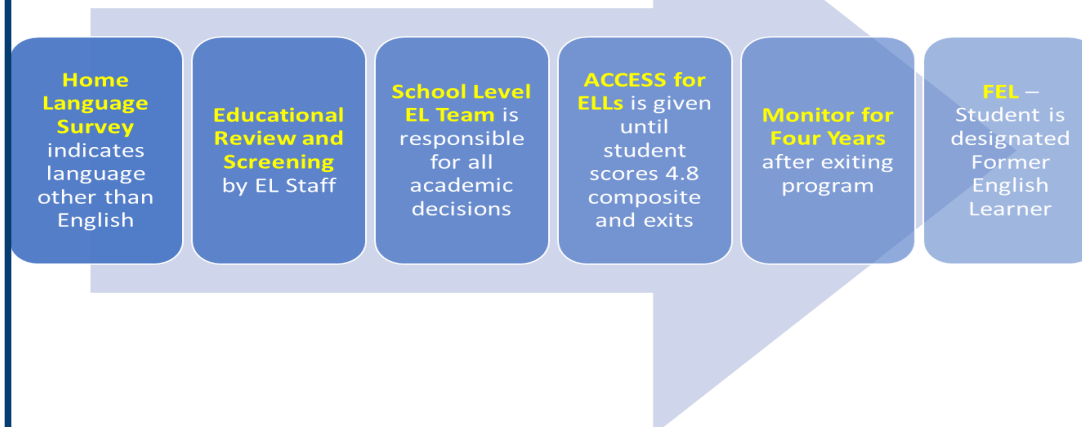 Home
Language
Survey
indicates
language
other than
English
Educational
Review and
Screening
by EL Staff
School Level
EL Team is
responsible
for all
academic
decisions
ACCESS for
ELLs is given
until
student
scores 4.8
composite
and exits
Monitor for
Four Years
after exiting
program
FEL –
Student is
designated
Former
English
Learner